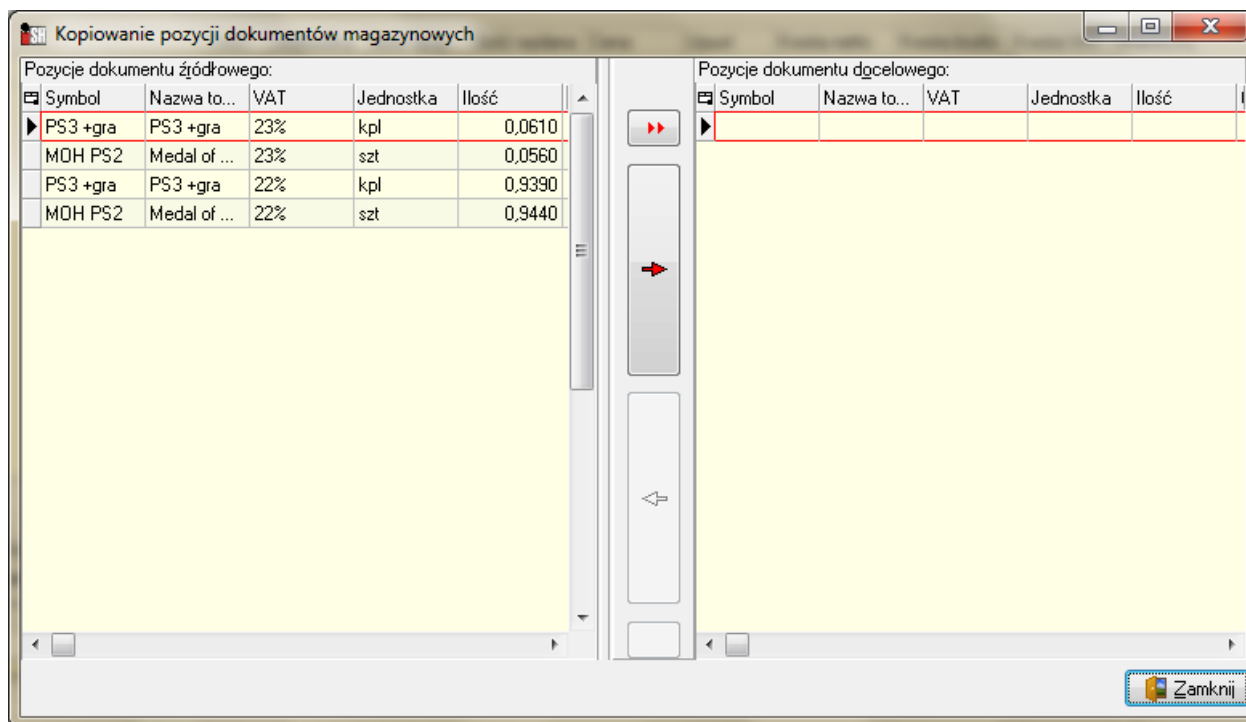 SH Kopiowanie pozycji dokumentów magazynowych
Pozycje dokumentu źródłowego:
Symbol Nazwa to... VAT Jednostka Ilość
PS3 +gra PS3 +gra 23% kpl 0,0610
MOH PS2 Medal of ... 23% szt 0,0560
PS3 +gra PS3 +gra 22% kpl 0,9390
MOH PS2 Medal of ... 22% szt 0,9440
Pozycje dokumentu docelowego:
Symbol Nazwa to... VAT Jednostka Ilość
Zamknij